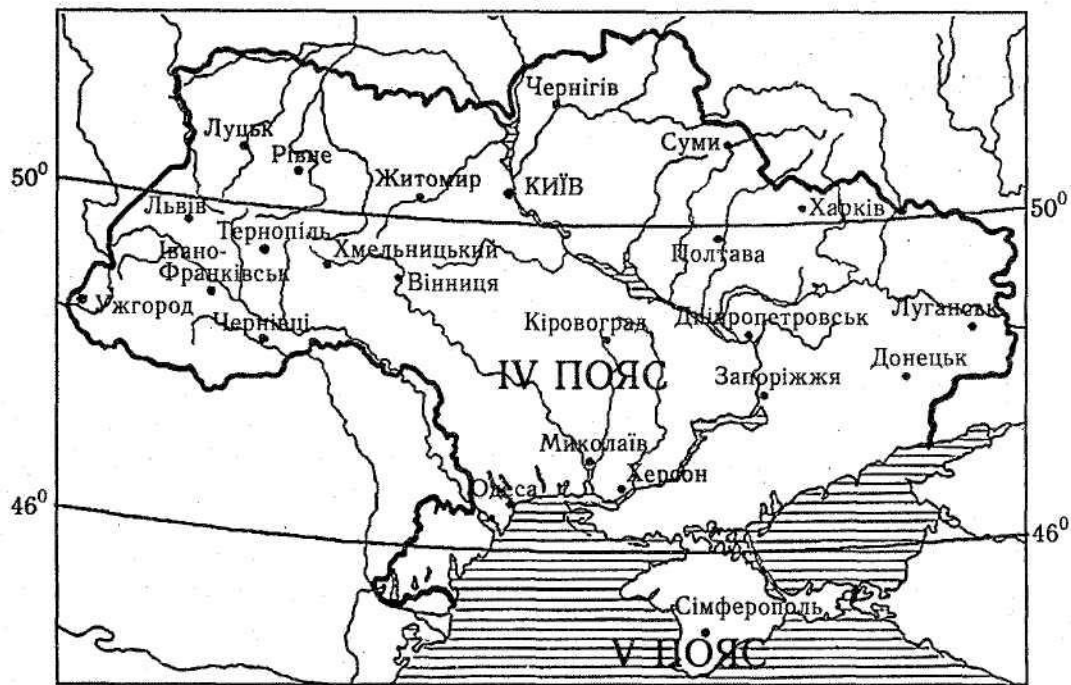 Чернігів
Луцьк
Рівне
Суми
50⁰
Житомир
КИЇВ
50⁰
Львів
Харків
Тернопіль
Івано-
Франківськ
Хмельницький
Полтава
Вінниця
Ужгород
Чернівці
Кіровоград
Дніпропетровськ
Луганськ
Донецьк
IV ПОЯС
Запоріжжя
Миколаїв
Херсон
Одеса
46⁰
46⁰
Сімферополь
V ПОЯС